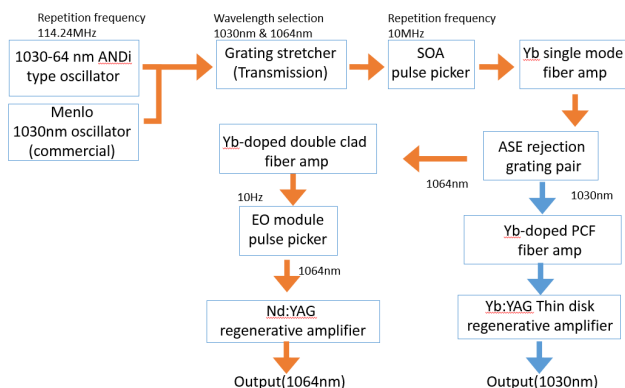 Repetition frequency
114.24MHz
Wavelength selection
1030nm & 1064nm
Repetition frequency
10MHz
1030-64 nm ANDi
type oscillator
Menlo
1030nm oscillator
(commercial)
Grating stretcher
(Transmission)
SOA
pulse picker
Yb single mode
fiber amp
Yb-doped double clad
fiber amp
1064nm
ASE rejection
grating pair
1030nm
10Hz
EO module
pulse picker
1064nm
Yb-doped PCF
fiber amp
Nd:YAG
regenerative amplifier
Yb:YAG Thin disk
regenerative amplifier
Output(1064nm)
Output(1030nm)